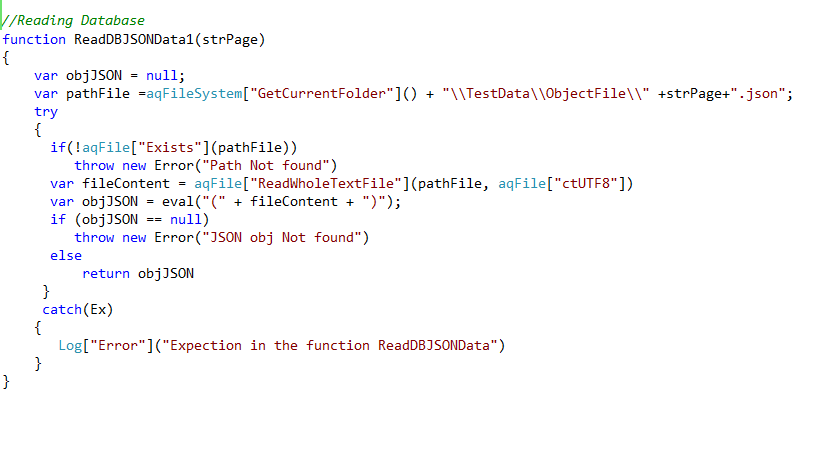 //Reading Database
function ReadDBJSONData1(strPage)
{
    var objJSON = null;
    var pathFile =aqFileSystem["GetCurrentFolder"]() + "\\TestData\\ObjectFile\\" +strPage+".json";
    try
    {
      if(!aqFile["Exists"](pathFile))
         throw new Error("Path Not found")
      var fileContent = aqFile["ReadWholeTextFile"](pathFile, aqFile["ctUTF8"])
      var objJSON = eval("(" + fileContent + ")");
      if (objJSON == null)
         throw new Error("JSON obj Not found")
      else
          return objJSON
     }
     catch(Ex)
    {
       Log["Error"]("Expection in the function ReadDBJSONData")
    }
}